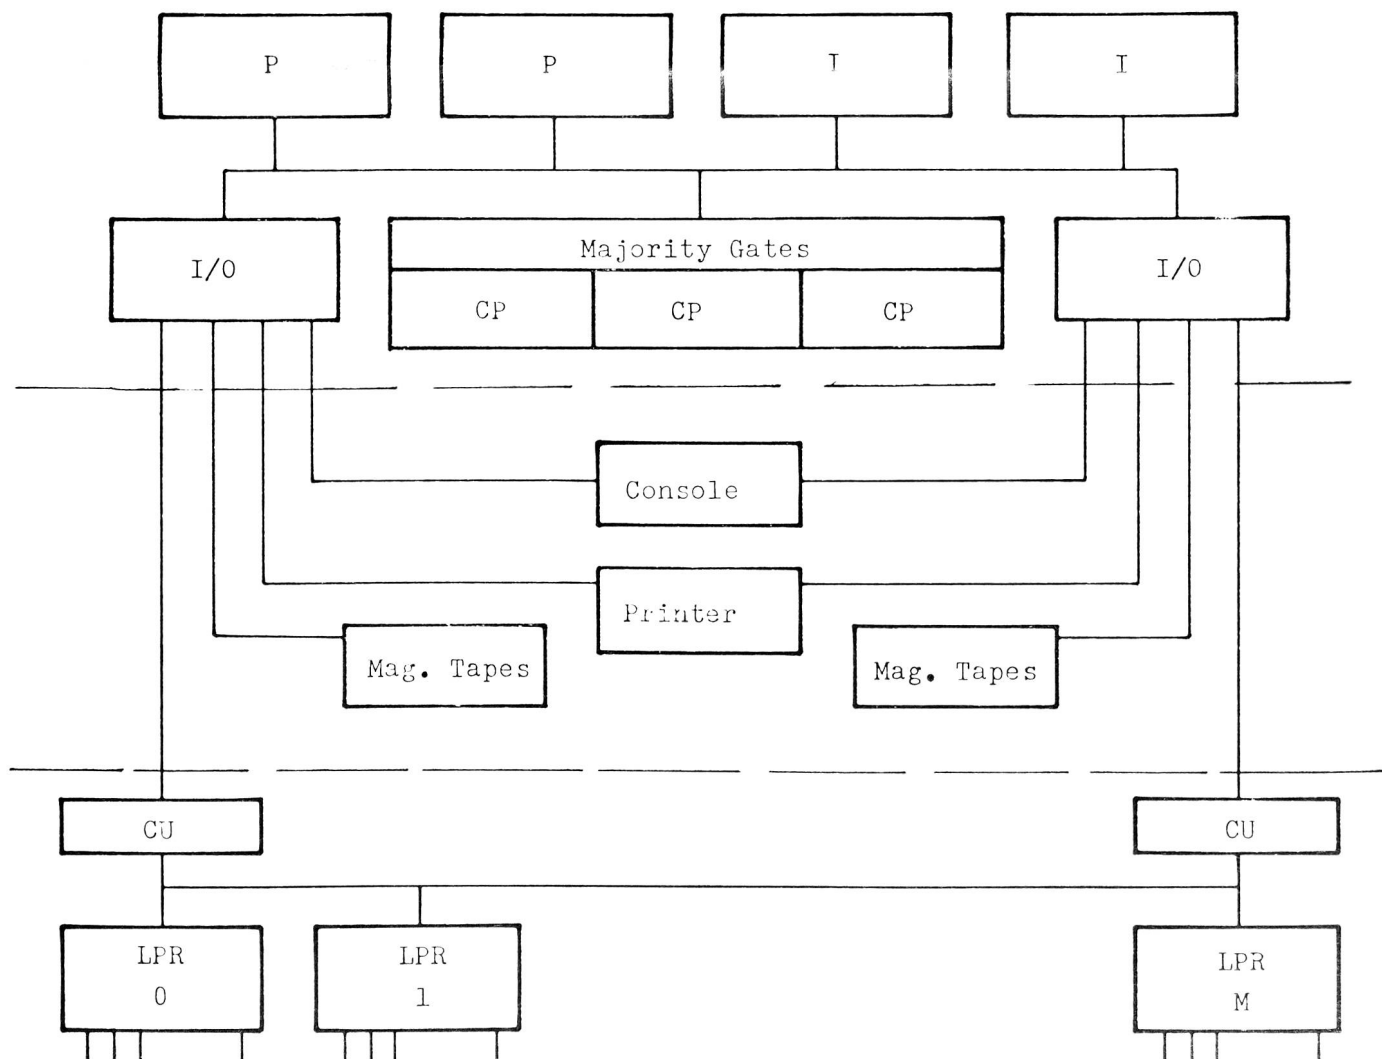 P P I I
I/O Majority Gates I/O
CP CP CP
Console
Printer
Mag. Tapes Mag. Tapes
CU CU
LPR LPR LPR
0 1 M